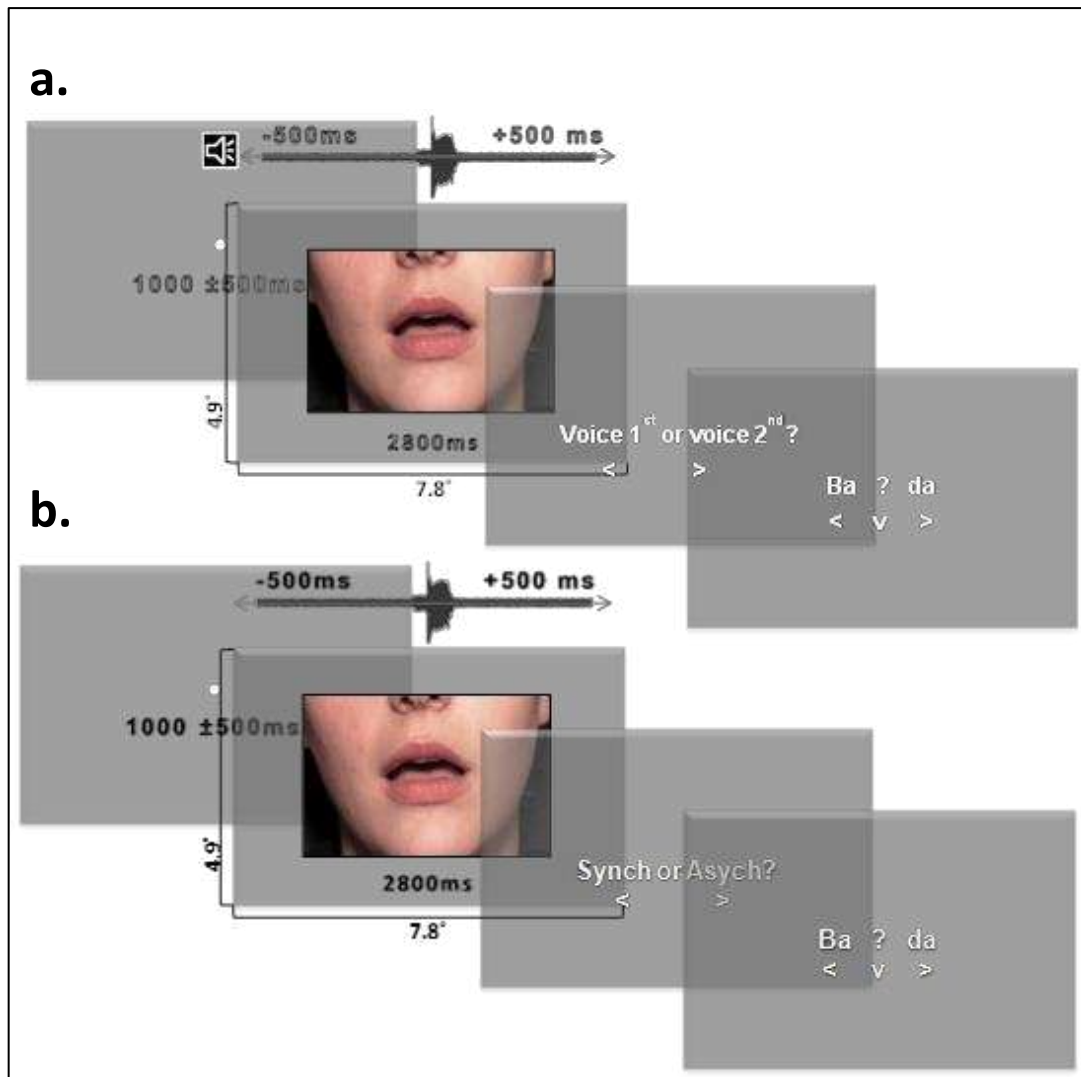 a.
-500ms +500 ms
1000 ±500ms
4.9°
2800ms
7.8°
Voice 1st or voice 2nd?
< >
Ba ? da
< v >
b.
-500ms +500 ms
1000 ±500ms
4.9°
2800ms
7.8°
Synch or Asych?
< >
Ba ? da
< v >